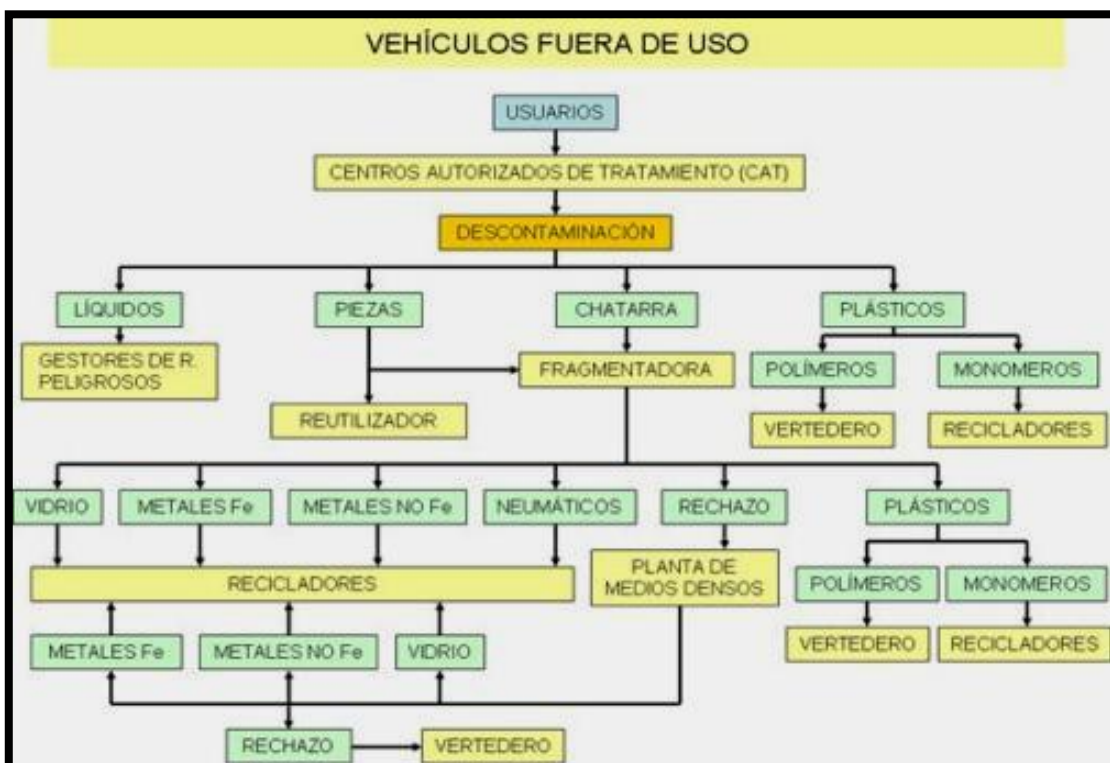 VEHÍCULOS FUERA DE USO
USUARIOS
CENTROS AUTORIZADOS DE TRATAMIENTO (CAT)
DESCONTAMINACIÓN
LÍQUIDOS
PIEZAS
CHATARRA
PLÁSTICOS
GESTORES DE R.
PELIGROSOS
FRAGMENTADORA
POLÍMEROS
MONOMEROS
REUTILIZADOR
VERTEDERO
RECICLADORES
VIDRIO
METALES Fe
METALES NO Fe
NEUMÁTICOS
RECHAZO
PLÁSTICOS
RECICLADORES
PLANTA DE
MEDIOS DENSOS
POLÍMEROS
MONOMEROS
METALES Fe
METALES NO Fe
VIDRIO
VERTEDERO
RECICLADORES
RECHAZO
VERTEDERO